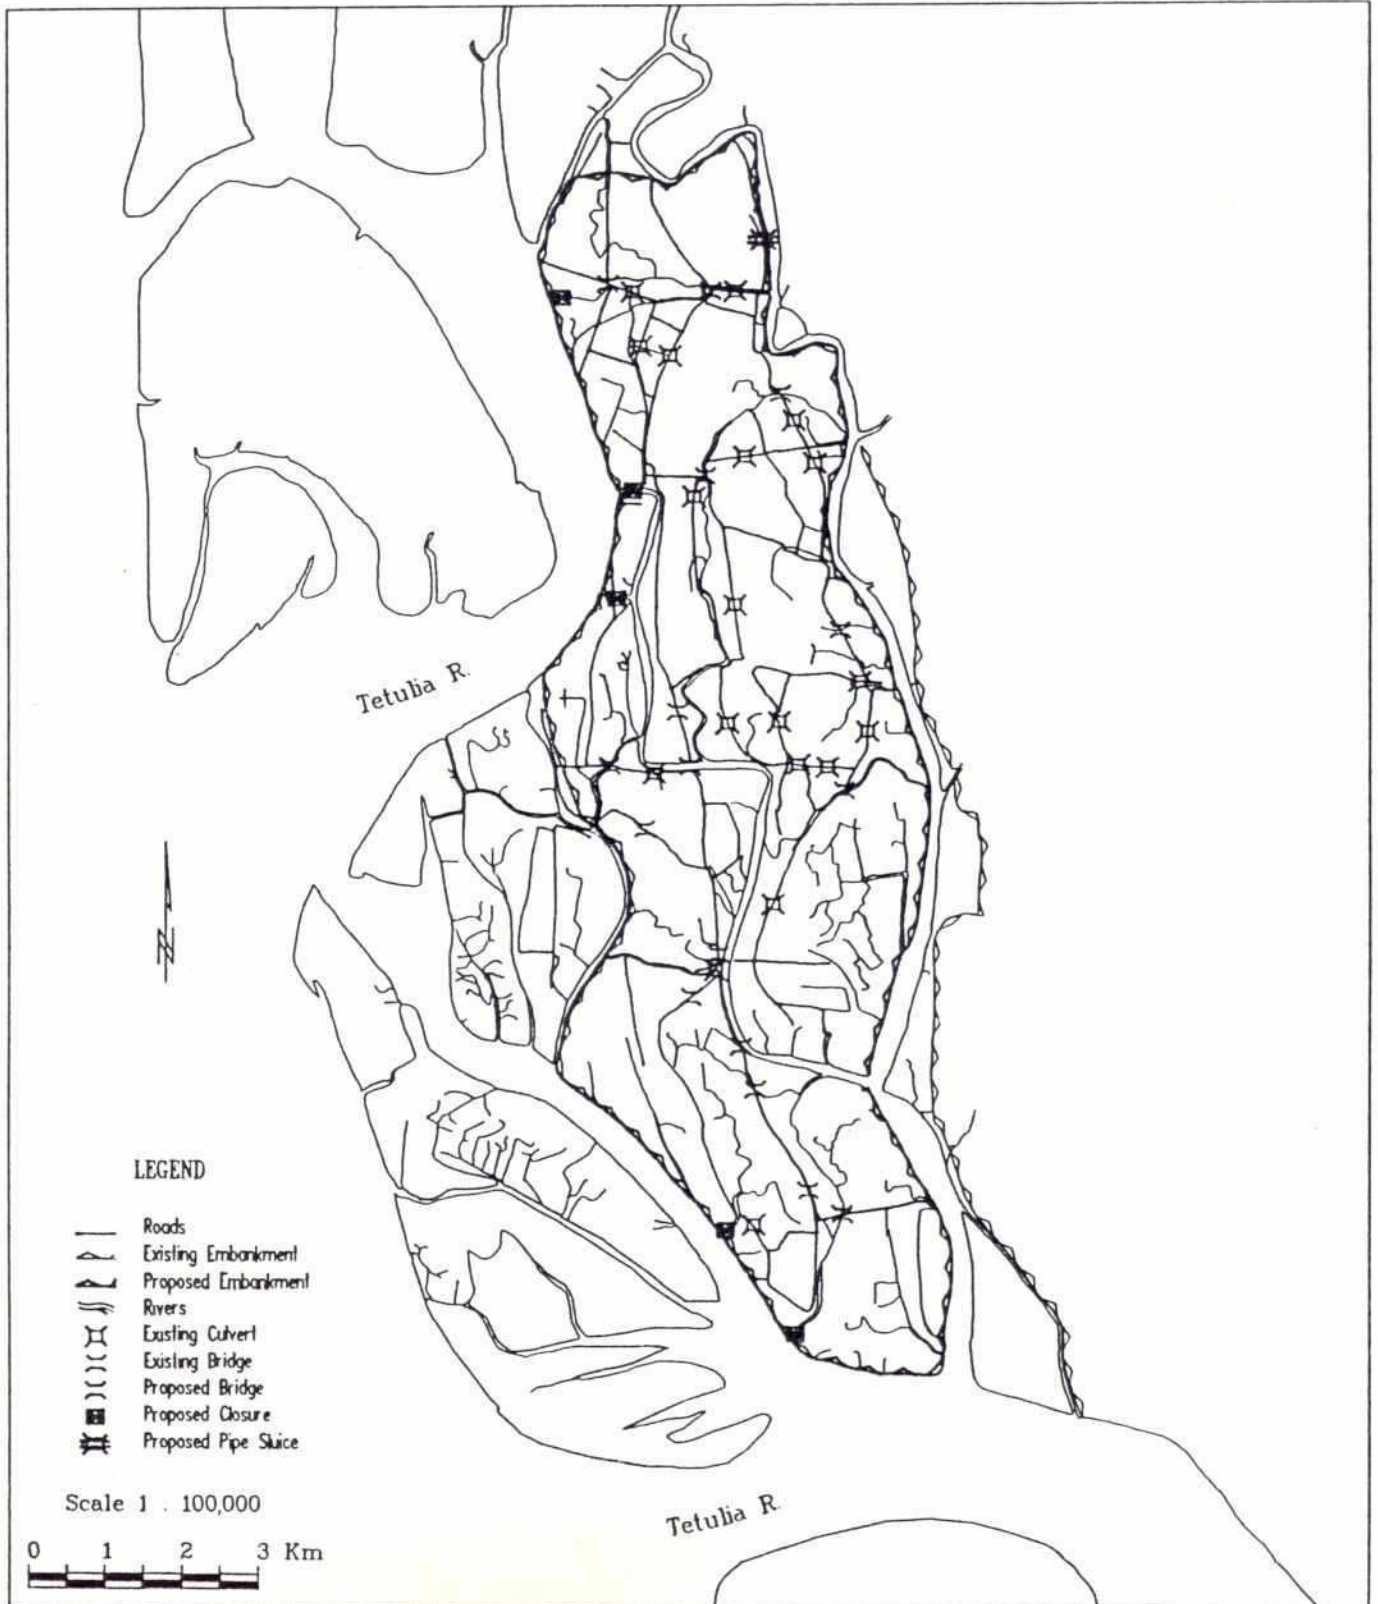 Tetulia R.
N
LEGEND
Roads
Existing Embankment
Proposed Embankment
Rivers
Existing Culvert
Existing Bridge
Proposed Bridge
Proposed Closure
Proposed Pipe Sluice
Scale 1 : 100,000
0 1 2 3 Km
Tetulia R.